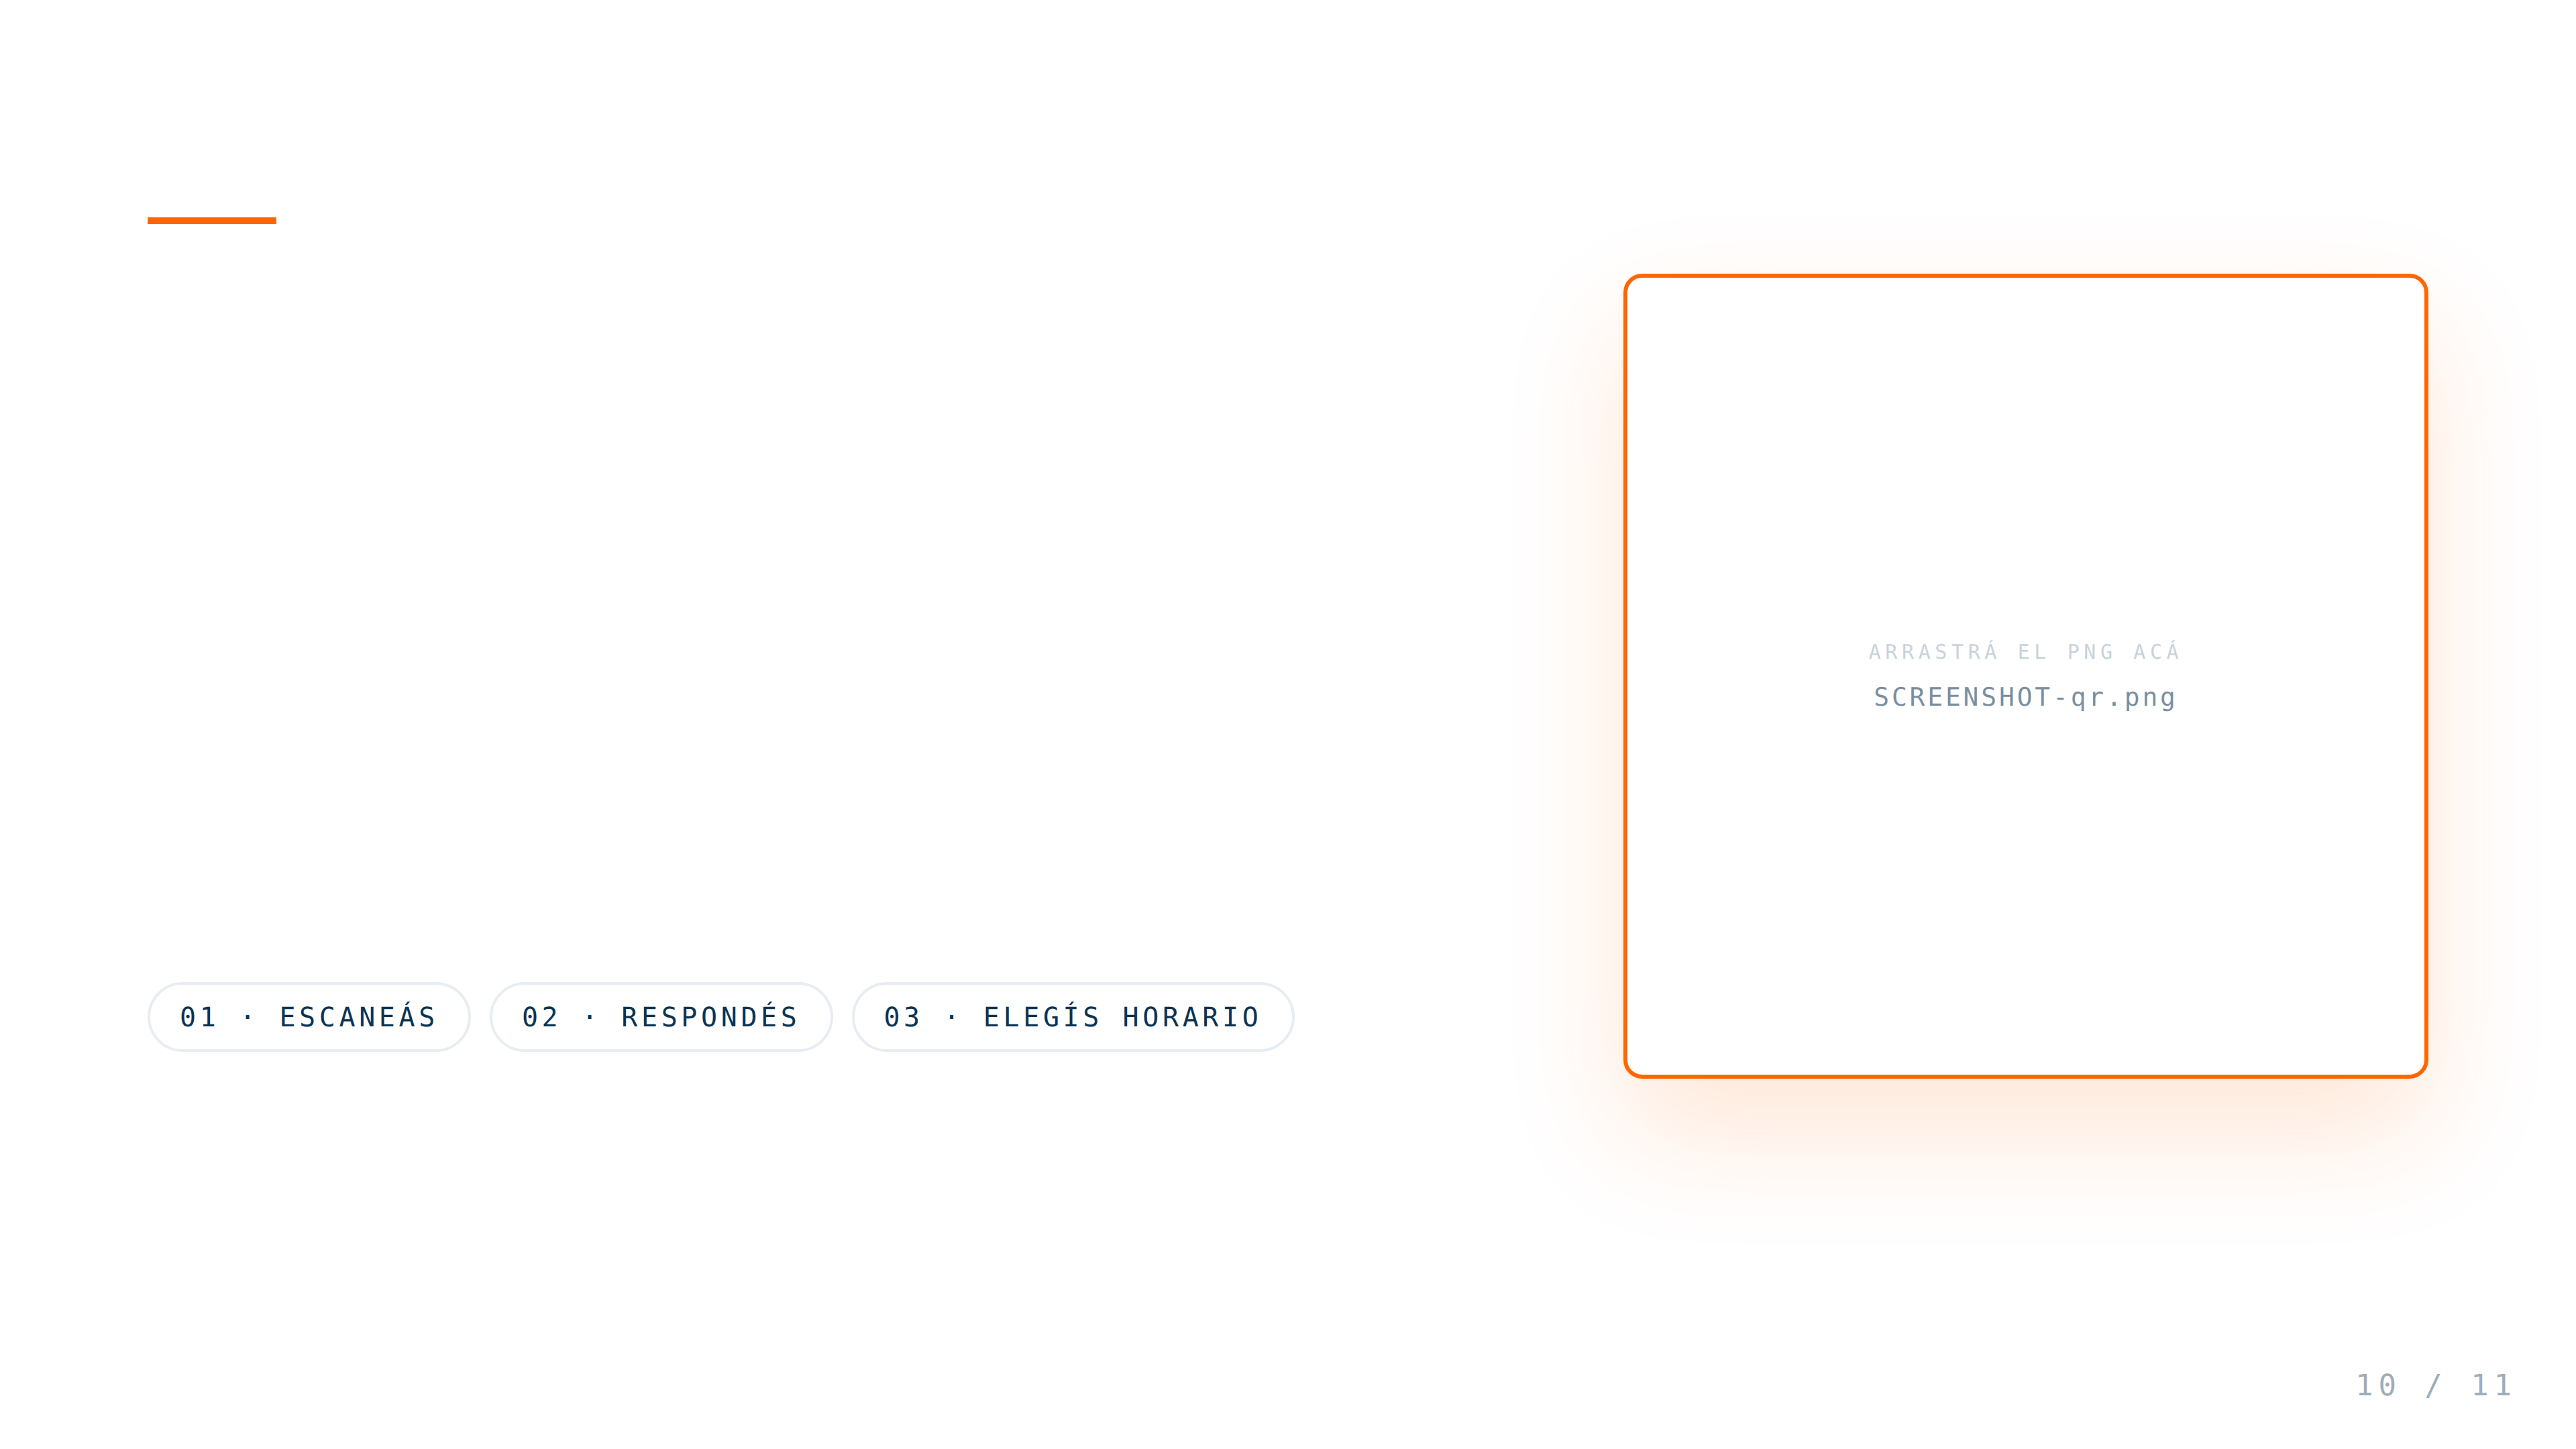 01 · ESCANEÁS
02 · RESPONDÉS
03 · ELEGÍS HORARIO
ARRASTRÁ EL PNG ACÁ
SCREENSHOT-qr.png
10 / 11